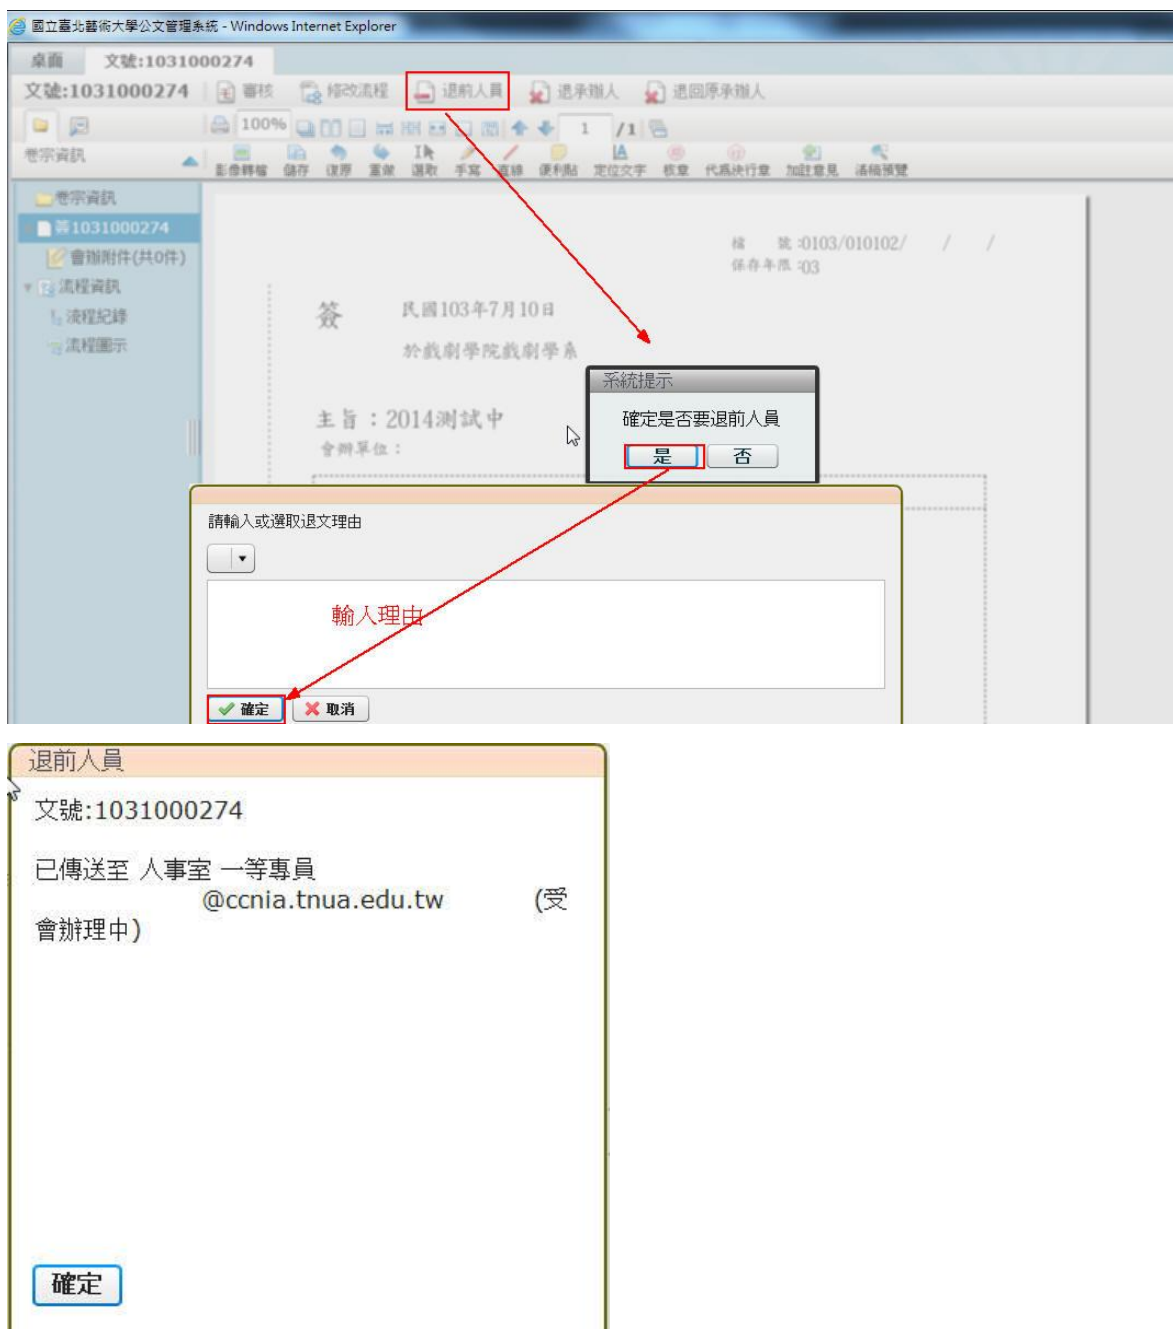 國立臺北藝術大學公文管理系統 - Windows Internet Explorer
桌面 文號:1031000274
文號:1031000274 審核 修改流程 退前人員 退承辦人 退回原承辦人
100% 1 /1
卷宗資訊 影像轉檔 儲存 復原 重做 選取 手寫 直線 便利貼 定位文字 核章 代為決行章 加註意見 清稿預覽
卷宗資訊
簽1031000274
會辦附件(共0件)
流程資訊
流程紀錄
流程圖示
檔 號:0103/010102/ / /
保存年限:03
簽 民國103年7月10日
於戲劇學院戲劇學系
主旨：2014測試中
會辦單位：
系統提示
確定是否要退前人員
是 否
請輸入或選取退文理由
輸入理由
確定 取消
退前人員
文號:1031000274
已傳送至 人事室 一等專員
@ccnia.tnua.edu.tw (受
會辦理中)
確定